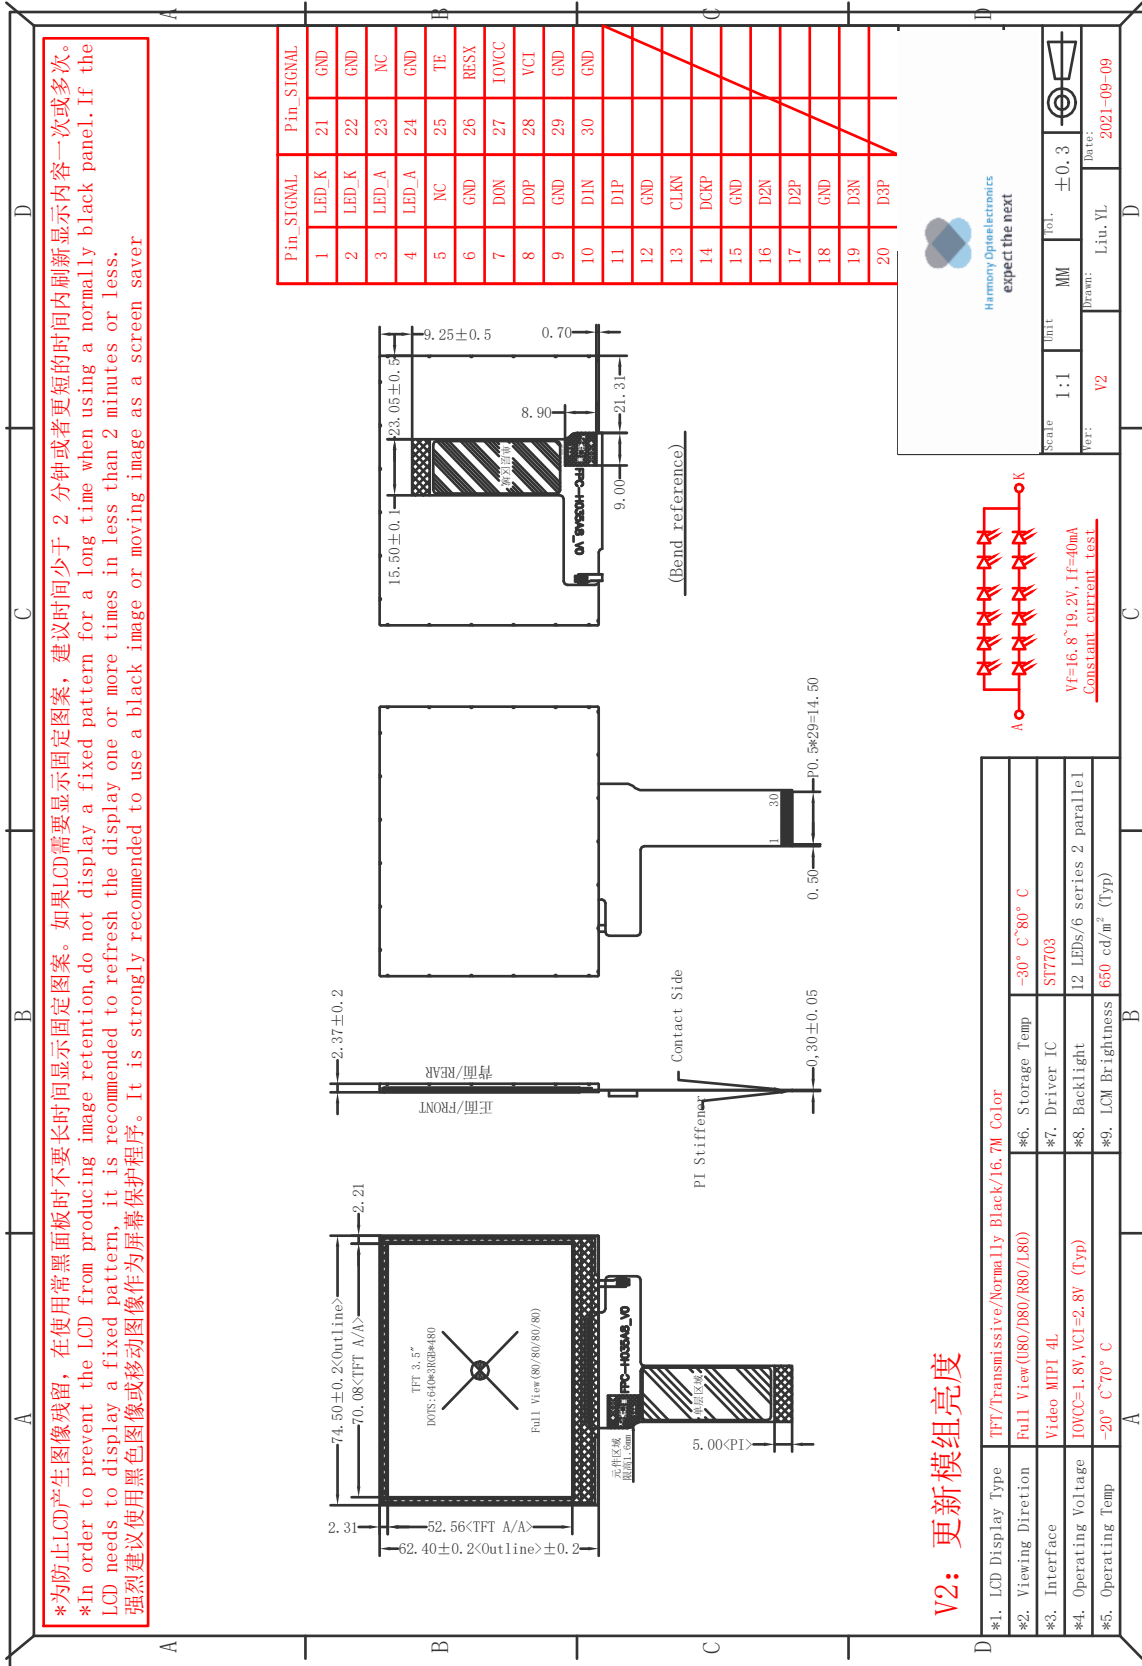 *为防止LCD产生图像残留，在使用常黑面板时不要长时间显示固定图案。如果LCD需要显示固定图案，建议时间少于 2 分钟或者更短的时间内刷新显示内容一次或多次。
*In order to prevent the LCD from producing image retention,do not display a fixed pattern for a long time when using a normally black panel.If the
LCD needs to display a fixed pattern, it is recommended to refresh the display one or more times in less than 2 minutes or less.
强烈建议使用黑色图像或移动图像作为屏幕保护程序。It is strongly recommended to use a black image or moving image as a screen saver
A
B
C
D
A
B
C
D
A
B
C
D
A
B
C
D
74.50±0.2<Outline>
70.08<TFT A/A>
2.21
2.31
52.56<TFT A/A>
62.40±0.2<Outline>±0.2
TFT 3.5"
DOTS:640*3RGB*480
Full View(80/80/80/80)
元件区域
限高1.6mm
FPC-H035A8_V0
单层区域
5.00<PI>
2.37±0.2
正面/FRONT
背面/REAR
PI Stiffener
Contact Side
0,30±0.05
1
30
0.50
P0.5*29=14.50
15.50±0.1
23.05±0.5
9.25±0.5
0.70
8.90
9.00
21.31
单层区域
FPC-H035A8_V0
(Bend reference)
Pin_SIGNAL Pin_SIGNAL
1 LED_K 21 GND
2 LED_K 22 GND
3 LED_A 23 NC
4 LED_A 24 GND
5 NC 25 TE
6 GND 26 RESX
7 DON 27 IOVCC
8 DOP 28 VCI
9 GND 29 GND
10 D1N 30 GND
11 D1P
12 GND
13 CLKN
14 DCKP
15 GND
16 D2N
17 D2P
18 GND
19 D3N
20 D3P
V2: 更新模组亮度
*1. LCD Display Type TFT/Transmissive/Normally Black/16.7M Color
*2. Viewing Diretion Full View(U80/D80/R80/L80) *6. Storage Temp -30° C~80° C
*3. Interface Video MIPI 4L *7. Driver IC ST7703
*4. Operating Voltage IOVCC=1.8V,VCI=2.8V (Typ) *8. Backlight 12 LEDs/6 series 2 parallel
*5. Operating Temp -20° C~70° C *9. LCM Brightness 650 cd/m² (Typ)
A
K
Vf=16.8~19.2V,If=40mA
Constant current test
Harmony Optoelectronics
expect the next
Scale 1:1 Unit MM Tol. ±0.3
Ver: V2 Drawn: Liu.YL Date: 2021-09-09